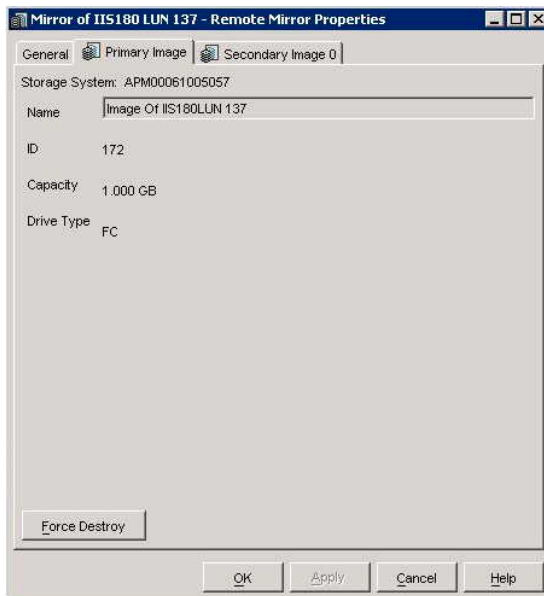 Mirror of IIS180 LUN 137 - Remote Mirror Properties
General Primary Image Secondary Image 0
Storage System: APM00061005057
Name Image Of IIS180LUN 137
ID 172
Capacity 1.000 GB
Drive Type FC
Force Destroy
OK Apply Cancel Help